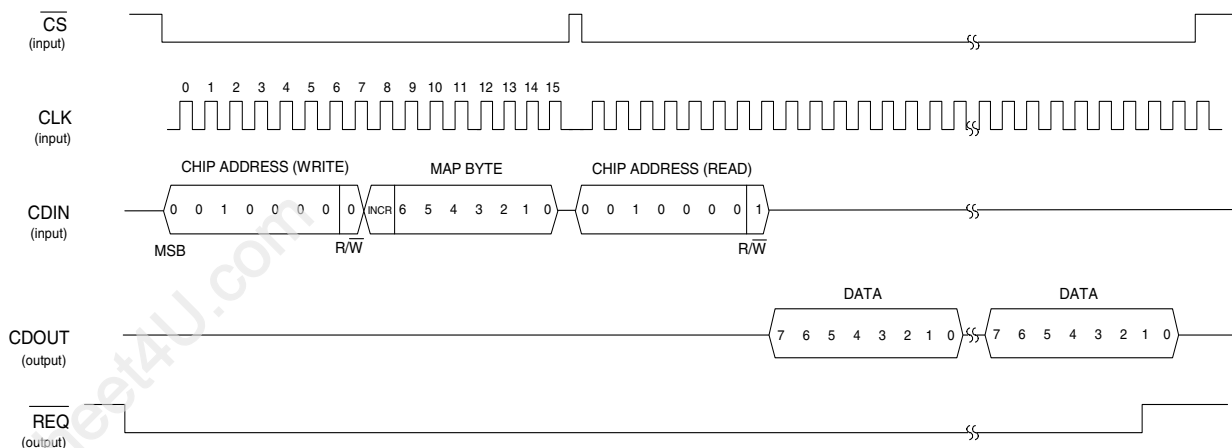 CS
(input)
0 1 2 3 4 5 6 7 8 9 10 11 12 13 14 15
CLK
(input)
CHIP ADDRESS (WRITE) MAP BYTE CHIP ADDRESS (READ)
CDIN 0 0 1 0 0 0 0 0 INCR 6 5 4 3 2 1 0 0 0 1 0 0 0 0 1
(input)
MSB R/W R/W
DATA DATA
CDOUT 7 6 5 4 3 2 1 0 7 6 5 4 3 2 1 0
(output)
REQ
(output)
eet4U.com